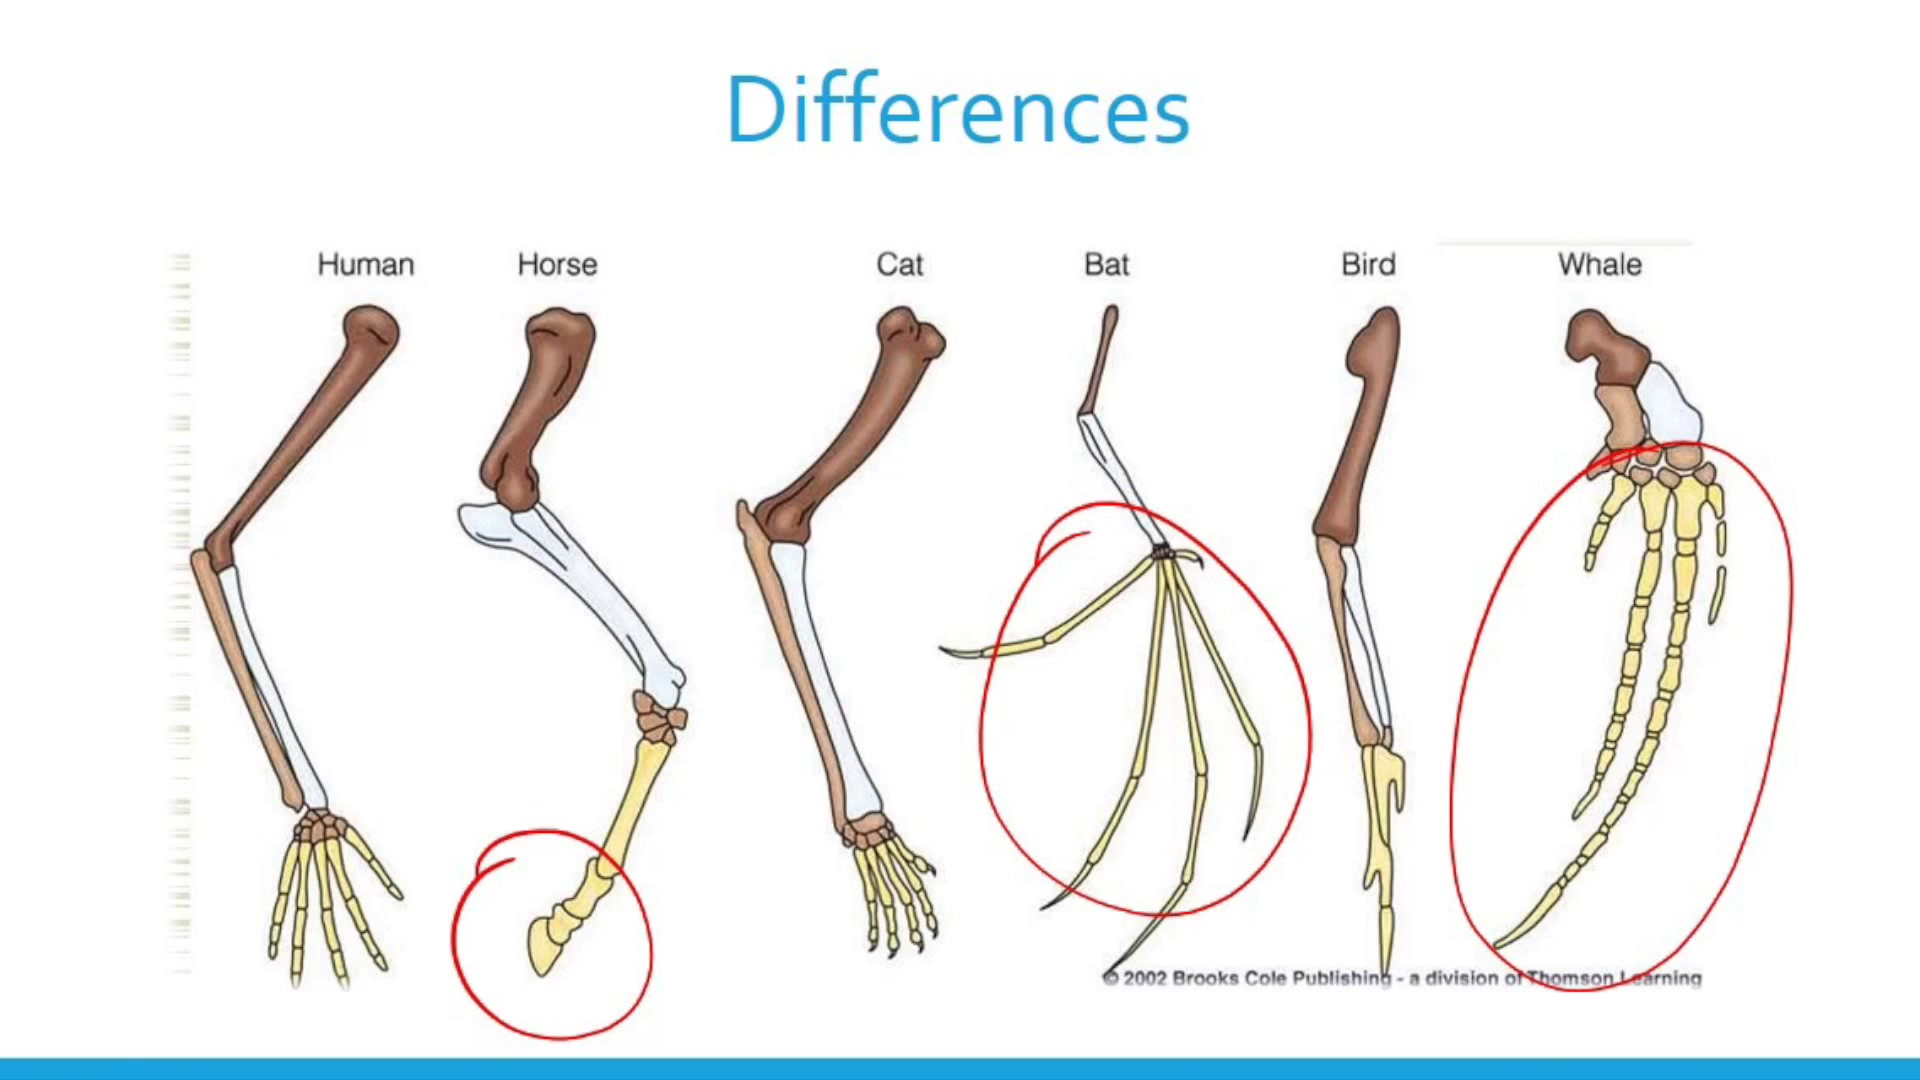 Differences
Human Horse Cat Bat Bird Whale
© 2002 Brooks Cole Publishing - a division of Thomson Learning